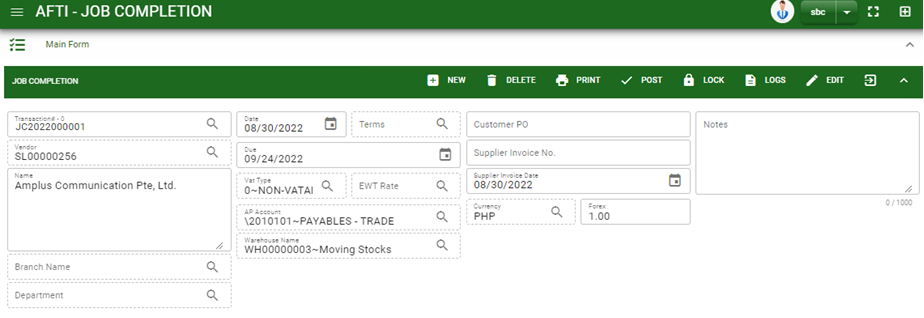 AFTI - JOB COMPLETION
sbc
Main Form
JOB COMPLETION
NEW
DELETE
PRINT
POST
LOCK
LOGS
EDIT
Transaction# - 0
JC2022000001
Vendor
SL00000256
Name
Amplus Communication Pte, Ltd.
Branch Name
Department
Date
08/30/2022
Terms
Due
09/24/2022
Vat Type
0~NON-VATAI
EWT Rate
AP Account
\2010101~PAYABLES - TRADE
Warehouse Name
WH00000003~Moving Stocks
Customer PO
Supplier Invoice No.
Supplier Invoice Date
08/30/2022
Currency
PHP
Forex
1.00
Notes
0 / 1000